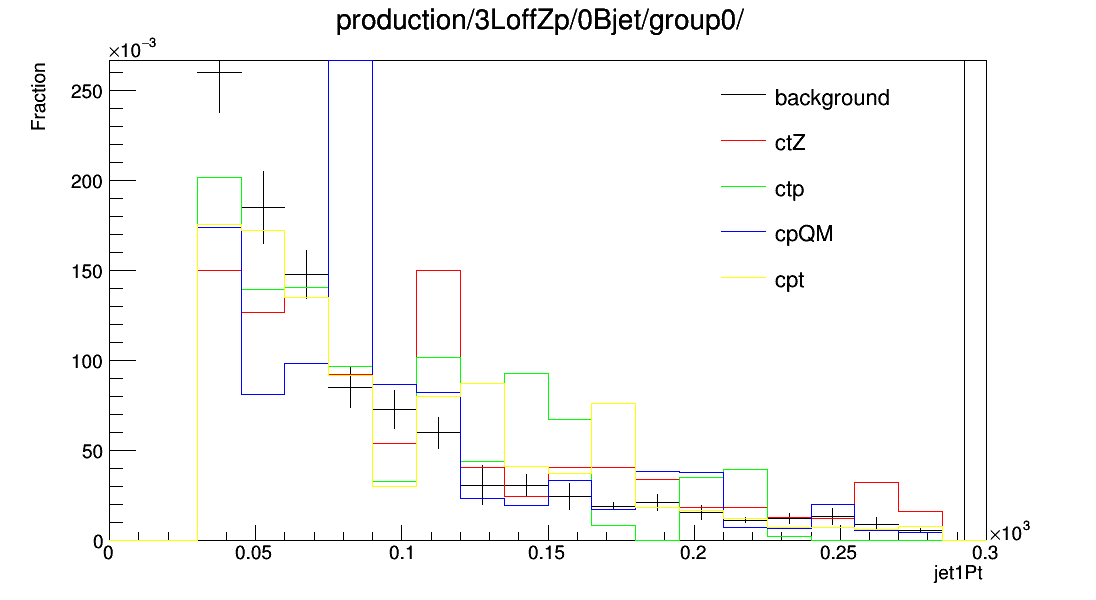 production/3LoffZp/0Bjet/group0/
×10⁻³
Fraction
250
200
150
100
50
0
background
ctZ
ctp
cpQM
cpt
0 0.05 0.1 0.15 0.2 0.25 0.3
×10³
jet1Pt